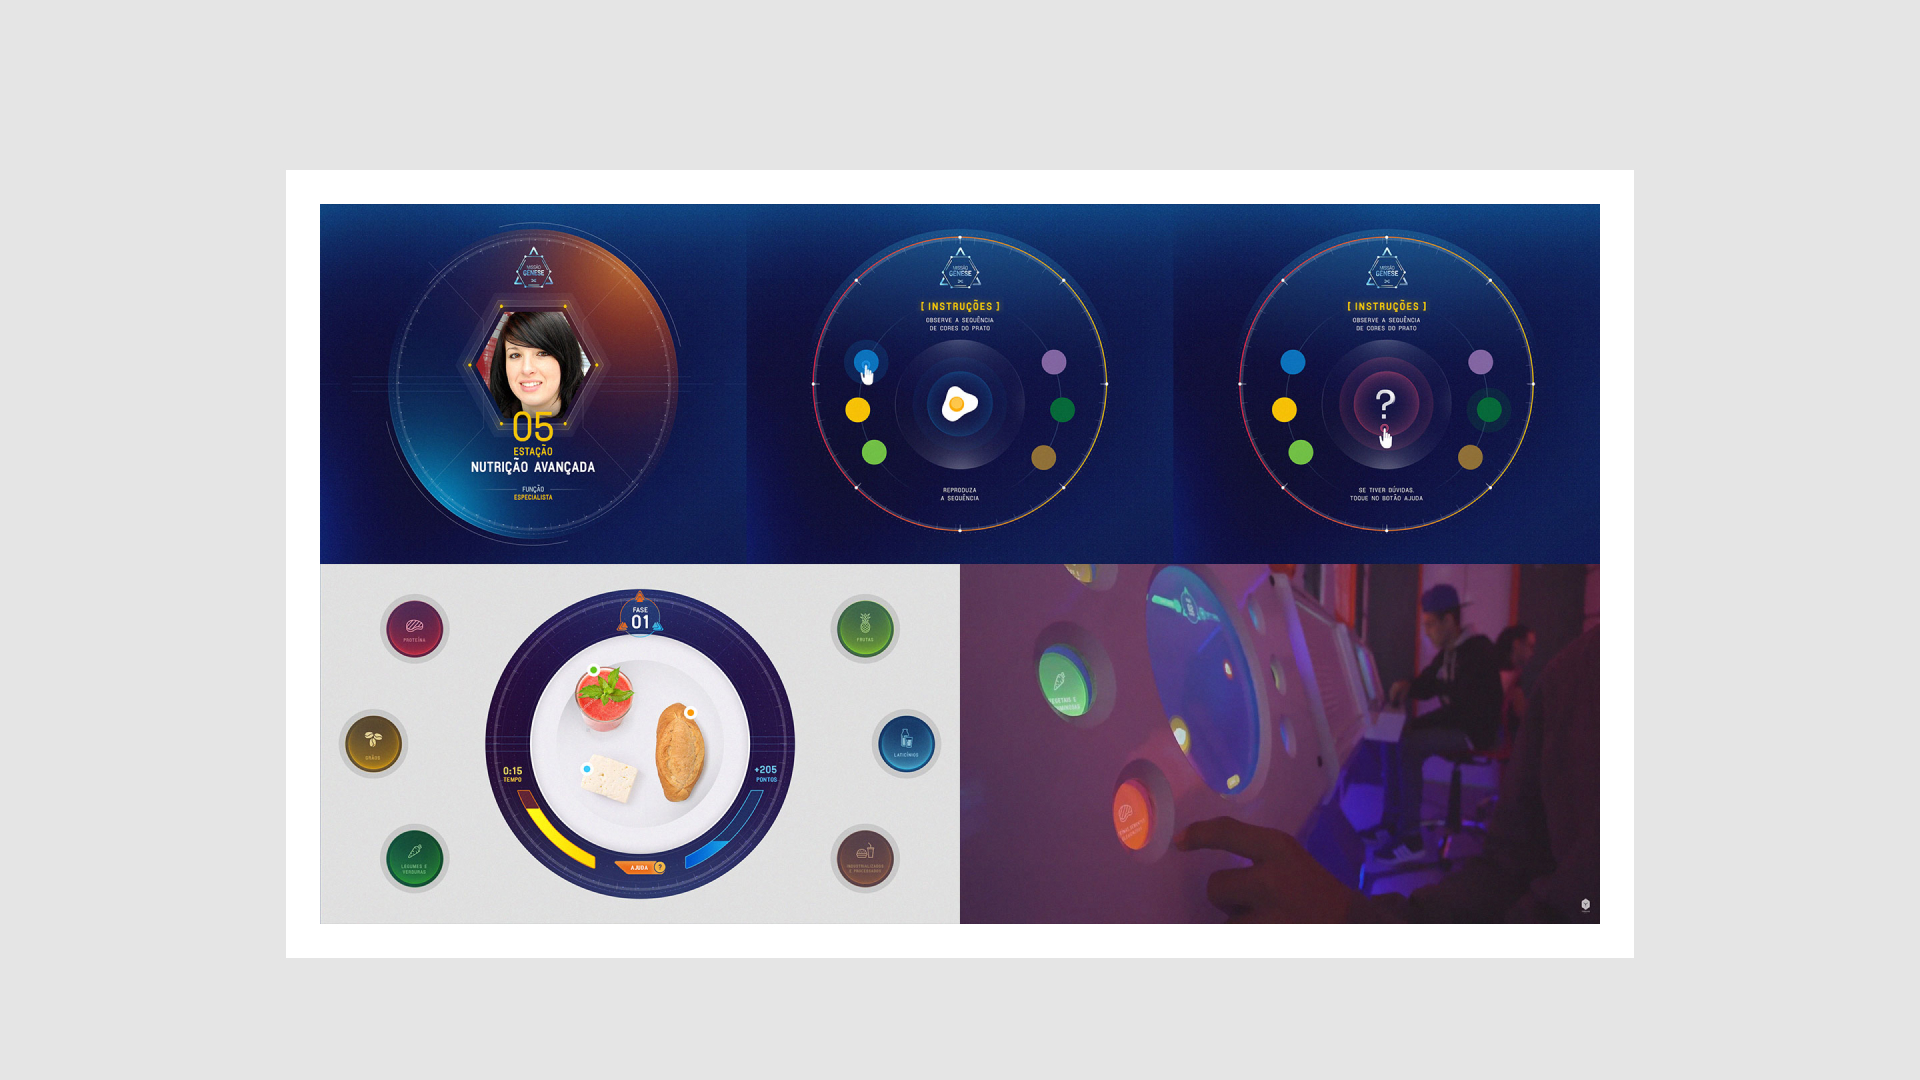 MISSÃO
GÊNESE
05
ESTAÇÃO
NUTRIÇÃO AVANÇADA
FUNÇÃO
ESPECIALISTA
MISSÃO
GÊNESE
[ INSTRUÇÕES ]
OBSERVE A SEQUÊNCIA
DE CORES DO PRATO
REPRODUZA
A SEQUÊNCIA
MISSÃO
GÊNESE
[ INSTRUÇÕES ]
OBSERVE A SEQUÊNCIA
DE CORES DO PRATO
?
SE TIVER DÚVIDAS,
TOQUE NO BOTÃO AJUDA
PROTEÍNA
GRÃOS
LEGUMES E
VERDURAS
FASE
01
0:15
TEMPO
+205
PONTOS
AJUDA ?
FRUTAS
LATICÍNIOS
INDUSTRIALIZADOS
E PROCESSADOS